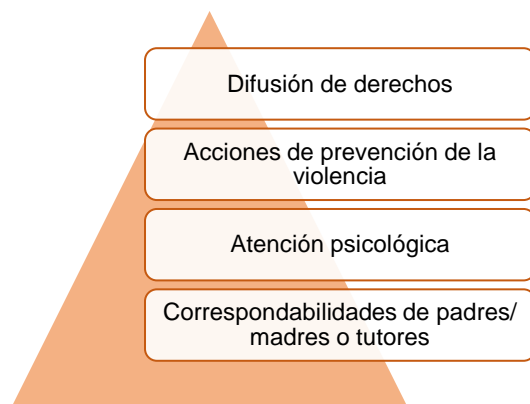 Difusión de derechos
Acciones de prevención de la
violencia
Atención psicológica
Correspondabilidades de padres/
madres o tutores